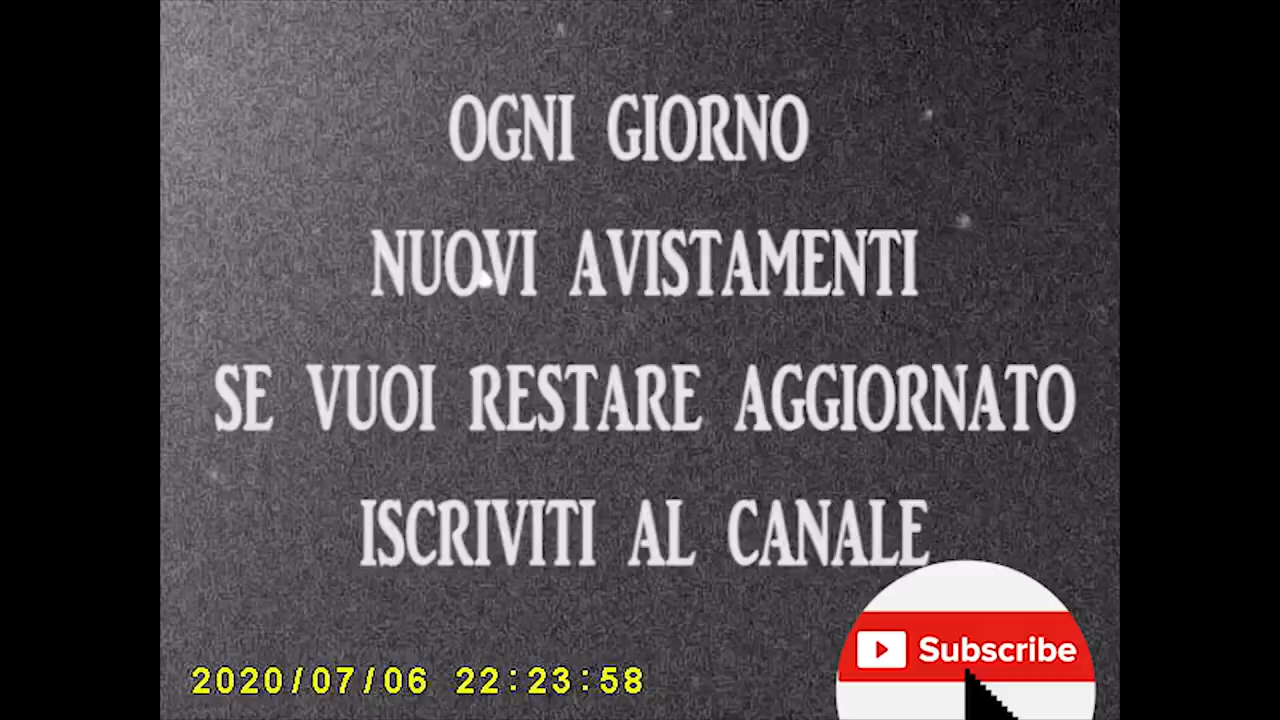 OGNI GIORNO
NUOVI AVISTAMENTI
SE VUOI RESTARE AGGIORNATO
ISCRIVITI AL CANALE
Subscribe
2020/07/06 22:23:58